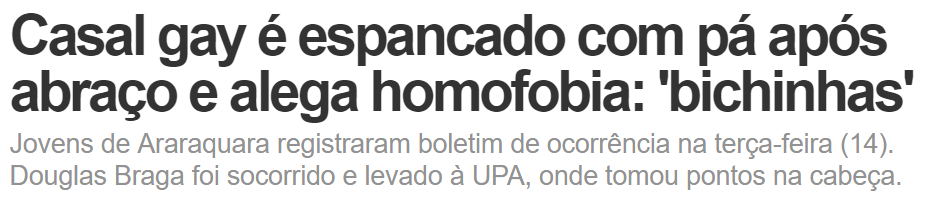 Casal gay é espancado com pá após
abraço e alega homofobia: 'bichinhas'
Jovens de Araraquara registraram boletim de ocorrência na terça-feira (14).
Douglas Braga foi socorrido e levado à UPA, onde tomou pontos na cabeça.